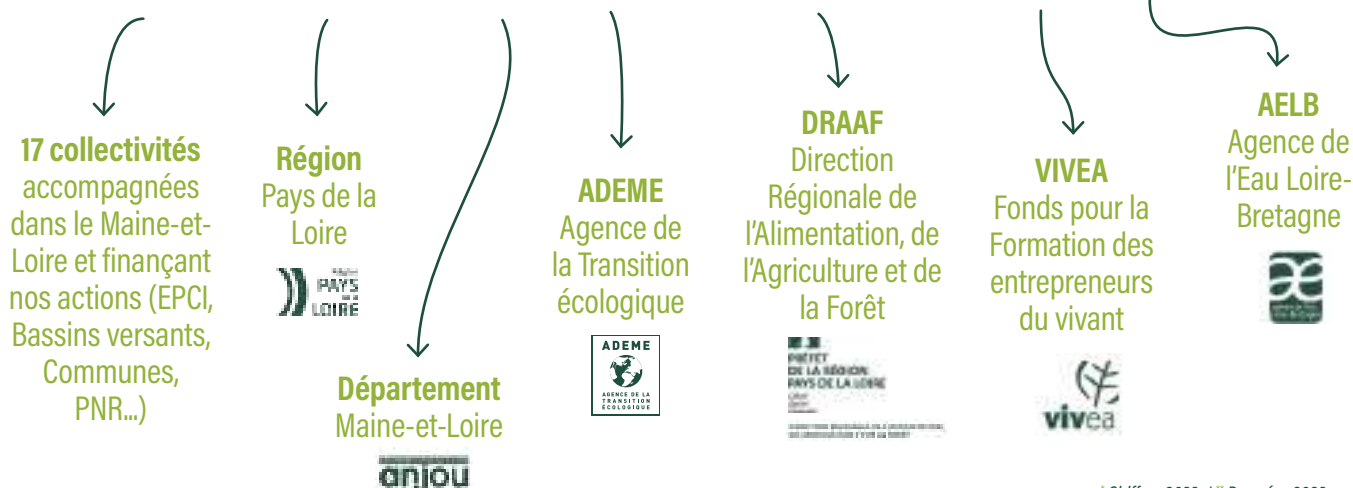 17 collectivités
accompagnées
dans le Maine-et-
Loire et finançant
nos actions (EPCI,
Bassins versants,
Communes,
PNR...)
Région
Pays de la
Loire
PAYS
LOIRE
Département
Maine-et-Loire
anjou
ADEME
Agence de
la Transition
écologique
ADEME
AGENCE DE LA
TRANSITION
ÉCOLOGIQUE
DRAAF
Direction
Régionale de
l'Alimentation, de
l'Agriculture et de
la Forêt
PRÉFET
DE LA RÉGION
PAYS DE LA LOIRE
VIVEA
Fonds pour la
Formation des
entrepreneurs
du vivant
vivea
AELB
Agence de
l'Eau Loire-
Bretagne